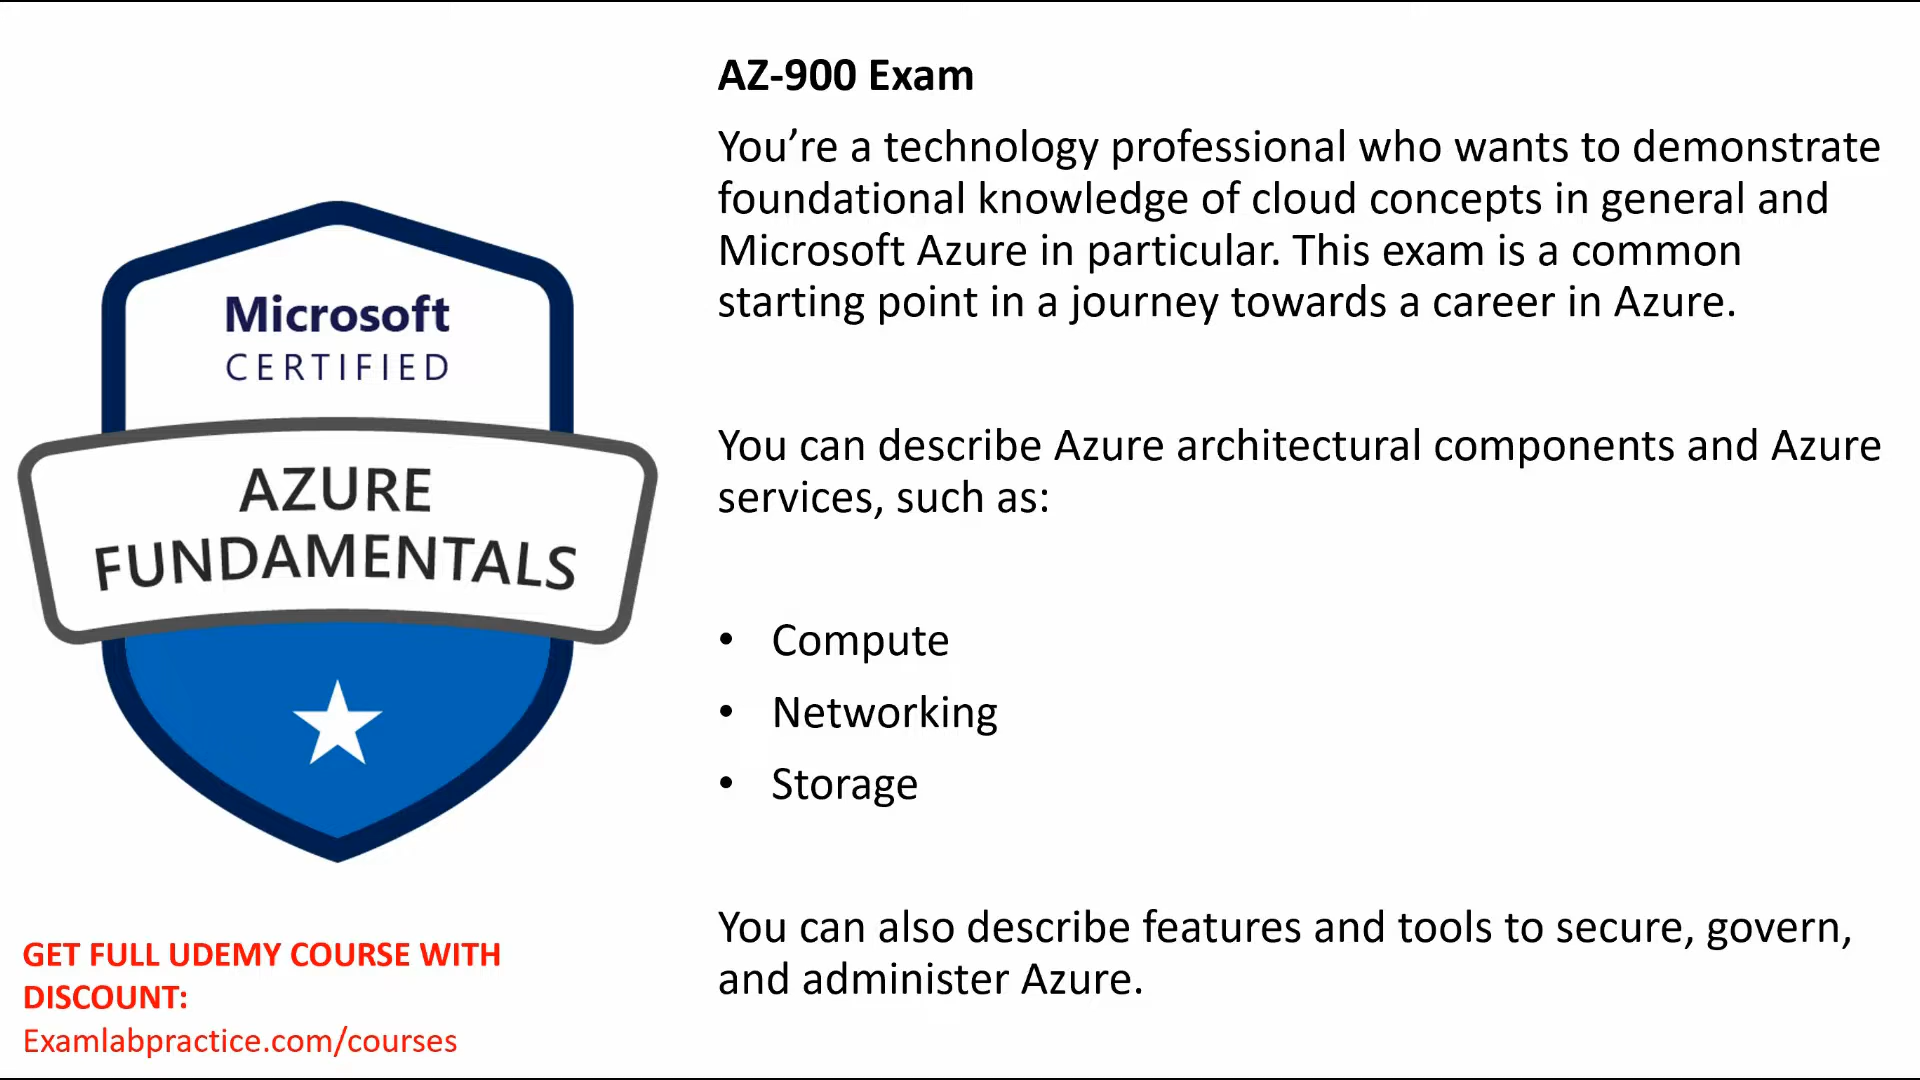 Microsoft
CERTIFIED
AZURE
FUNDAMENTALS
GET FULL UDEMY COURSE WITH
DISCOUNT:
Examlabpractice.com/courses
AZ-900 Exam
You’re a technology professional who wants to demonstrate
foundational knowledge of cloud concepts in general and
Microsoft Azure in particular. This exam is a common
starting point in a journey towards a career in Azure.
You can describe Azure architectural components and Azure
services, such as:
• Compute
• Networking
• Storage
You can also describe features and tools to secure, govern,
and administer Azure.